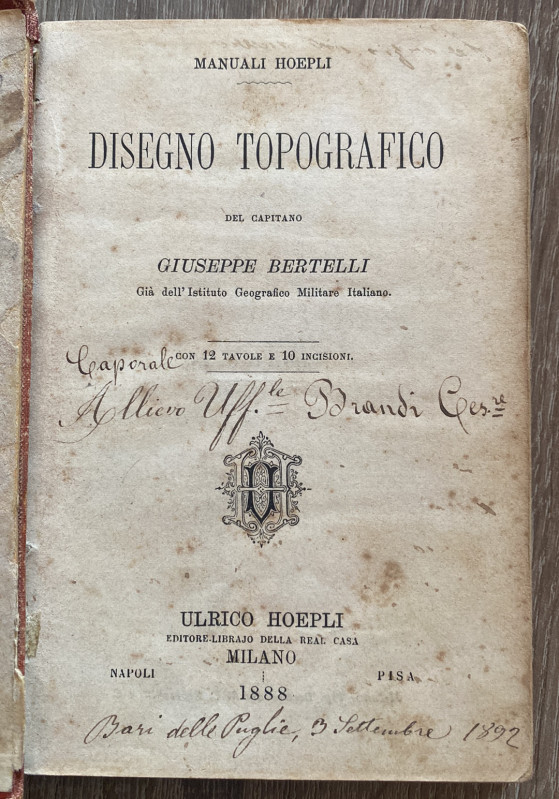 MANUALI HOEPLI
DISEGNO TOPOGRAFICO
DEL CAPITANO
GIUSEPPE BERTELLI
Già dell'Istituto Geografico Militare Italiano.
CON 12 TAVOLE E 10 INCISIONI.
Caporale
Allievo Uff.le Brandi Ces.re
ULRICO HOEPLI
EDITORE-LIBRAJO DELLA REAL CASA
MILANO
NAPOLI PISA
1888
Bari delle Puglie, 3 Settembre 1892